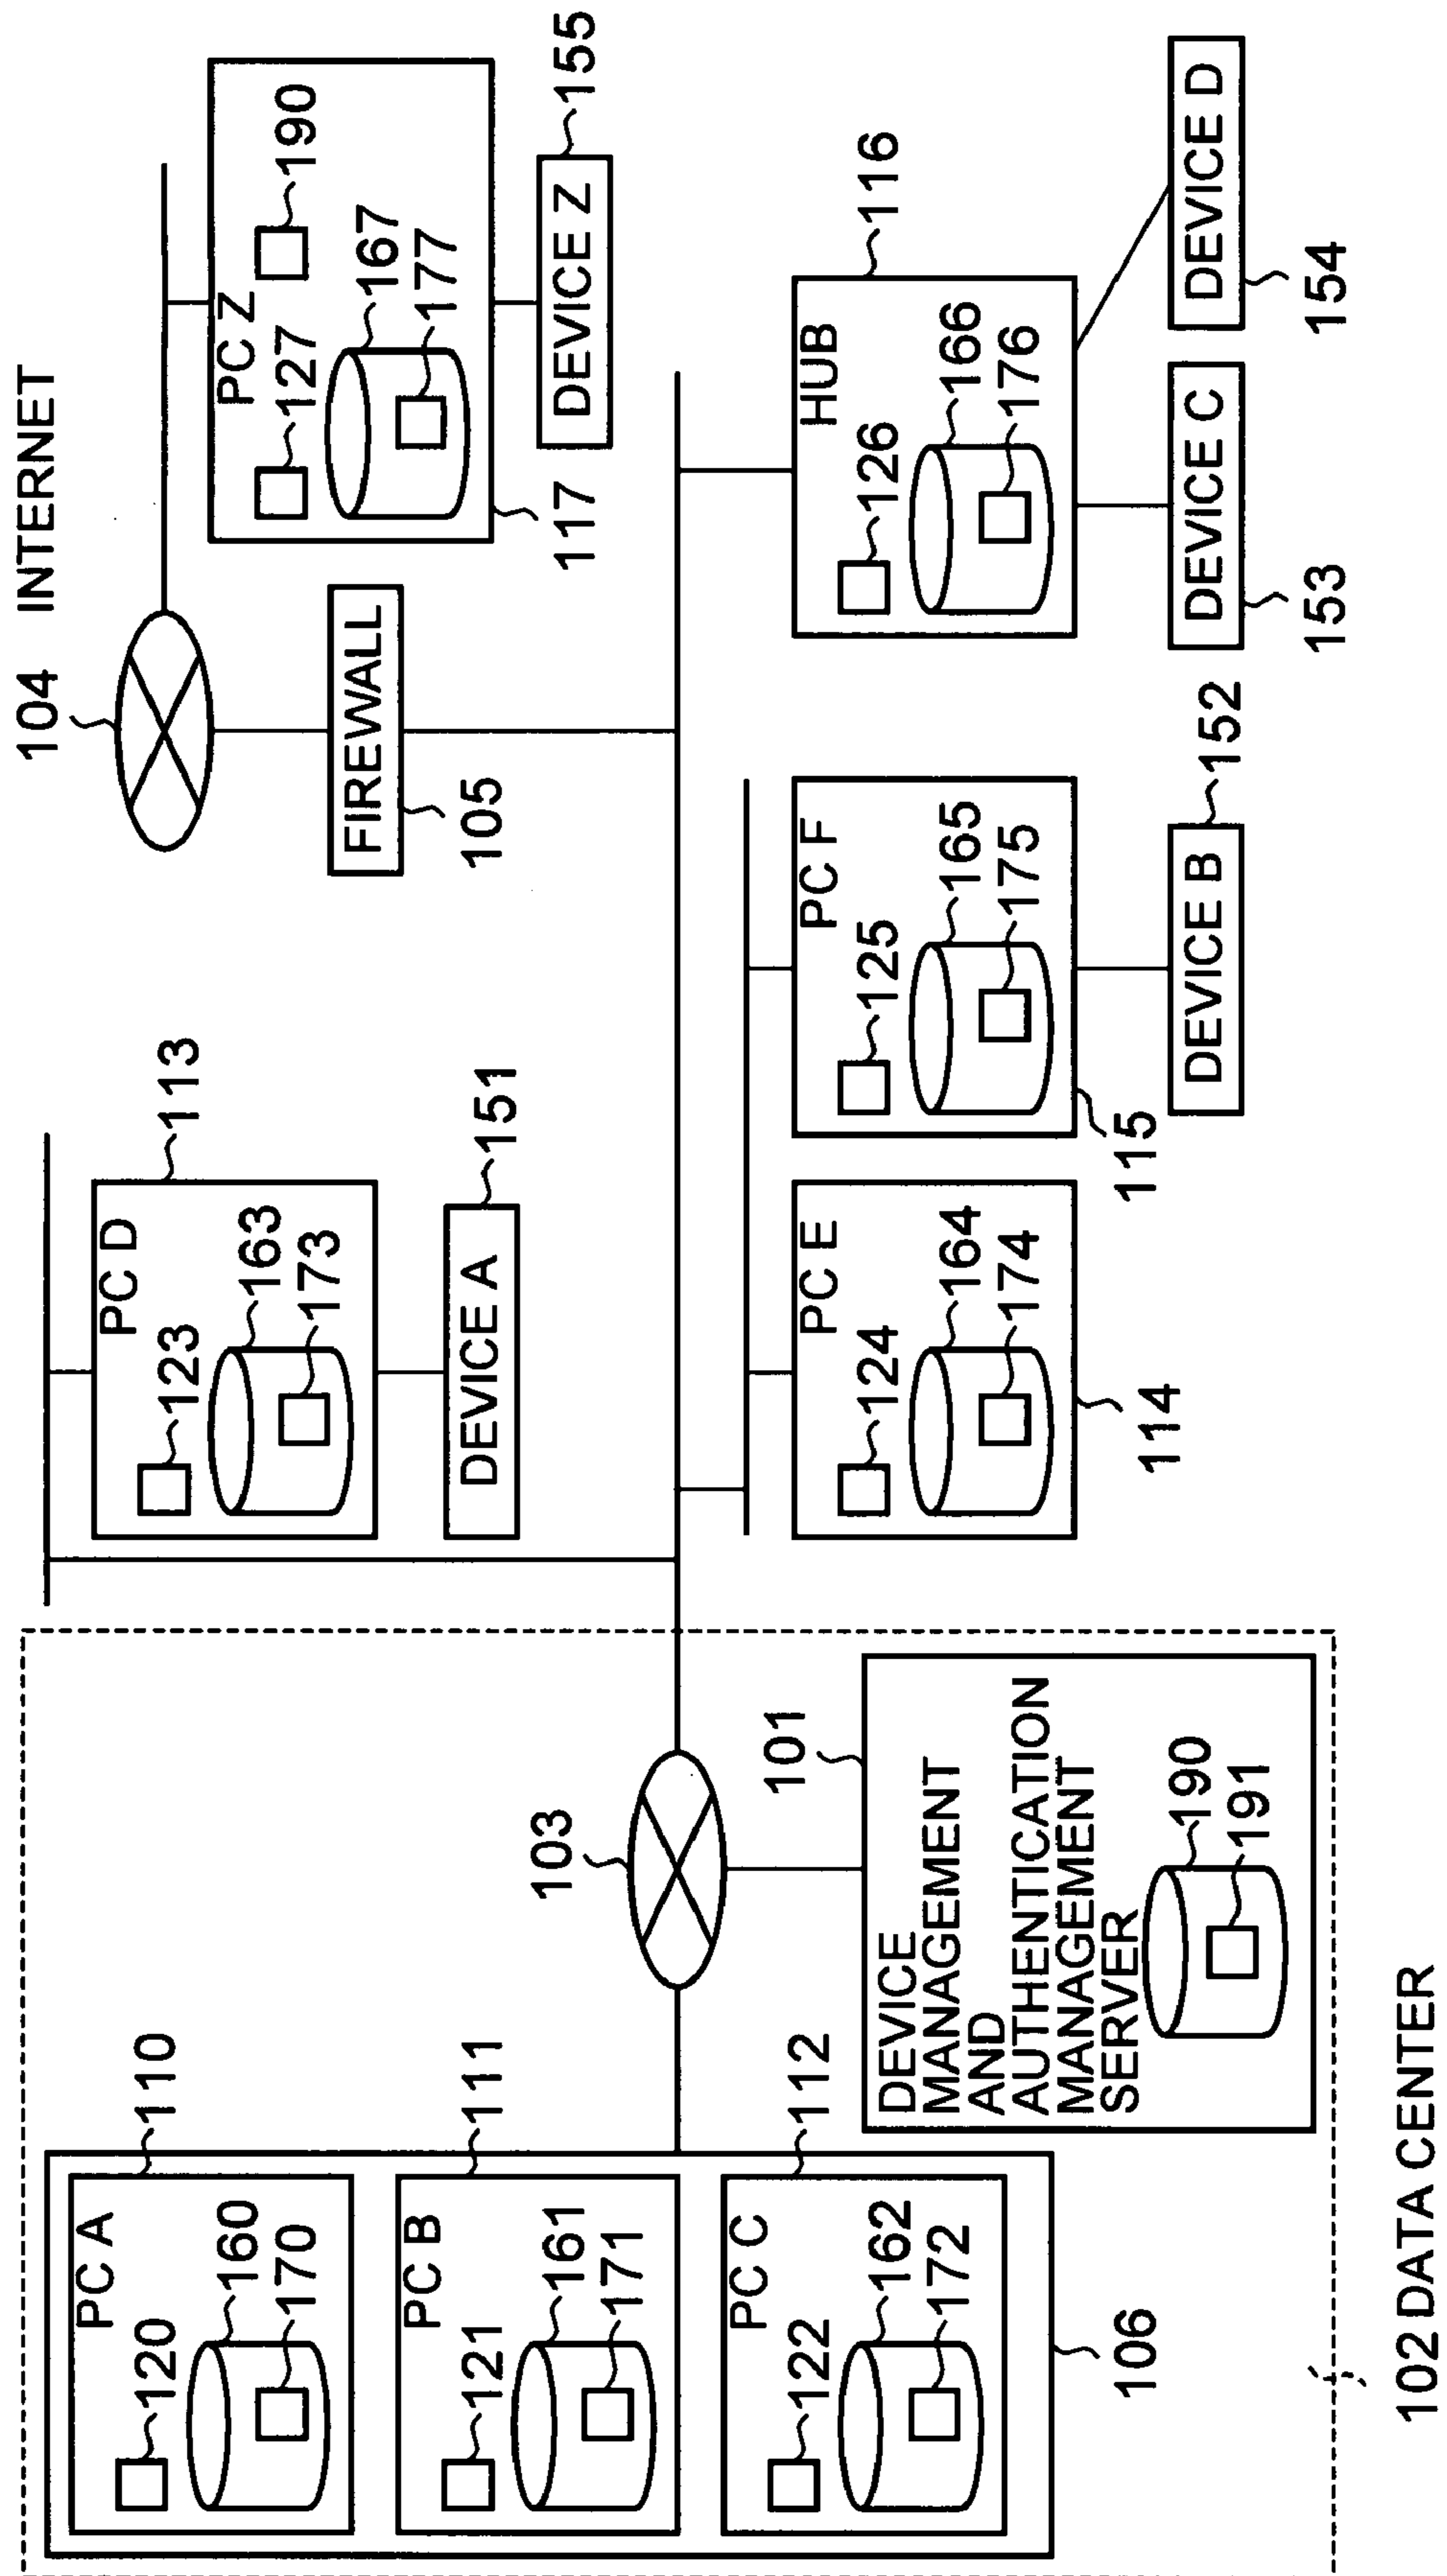 104 INTERNET
PC Z
127
190
167
177
117
DEVICE Z
155
FIREWALL
105
113
PC D
123
163
173
DEVICE A
151
116
HUB
126
166
176
DEVICE C
153
DEVICE D
154
PC F
125
165
175
115
DEVICE B
152
PC E
124
164
174
114
103
101
DEVICE
MANAGEMENT
AND
AUTHENTICATION
MANAGEMENT
SERVER
190
191
110
PC A
120
160
170
111
PC B
121
161
171
112
PC C
122
162
172
106
102 DATA CENTER